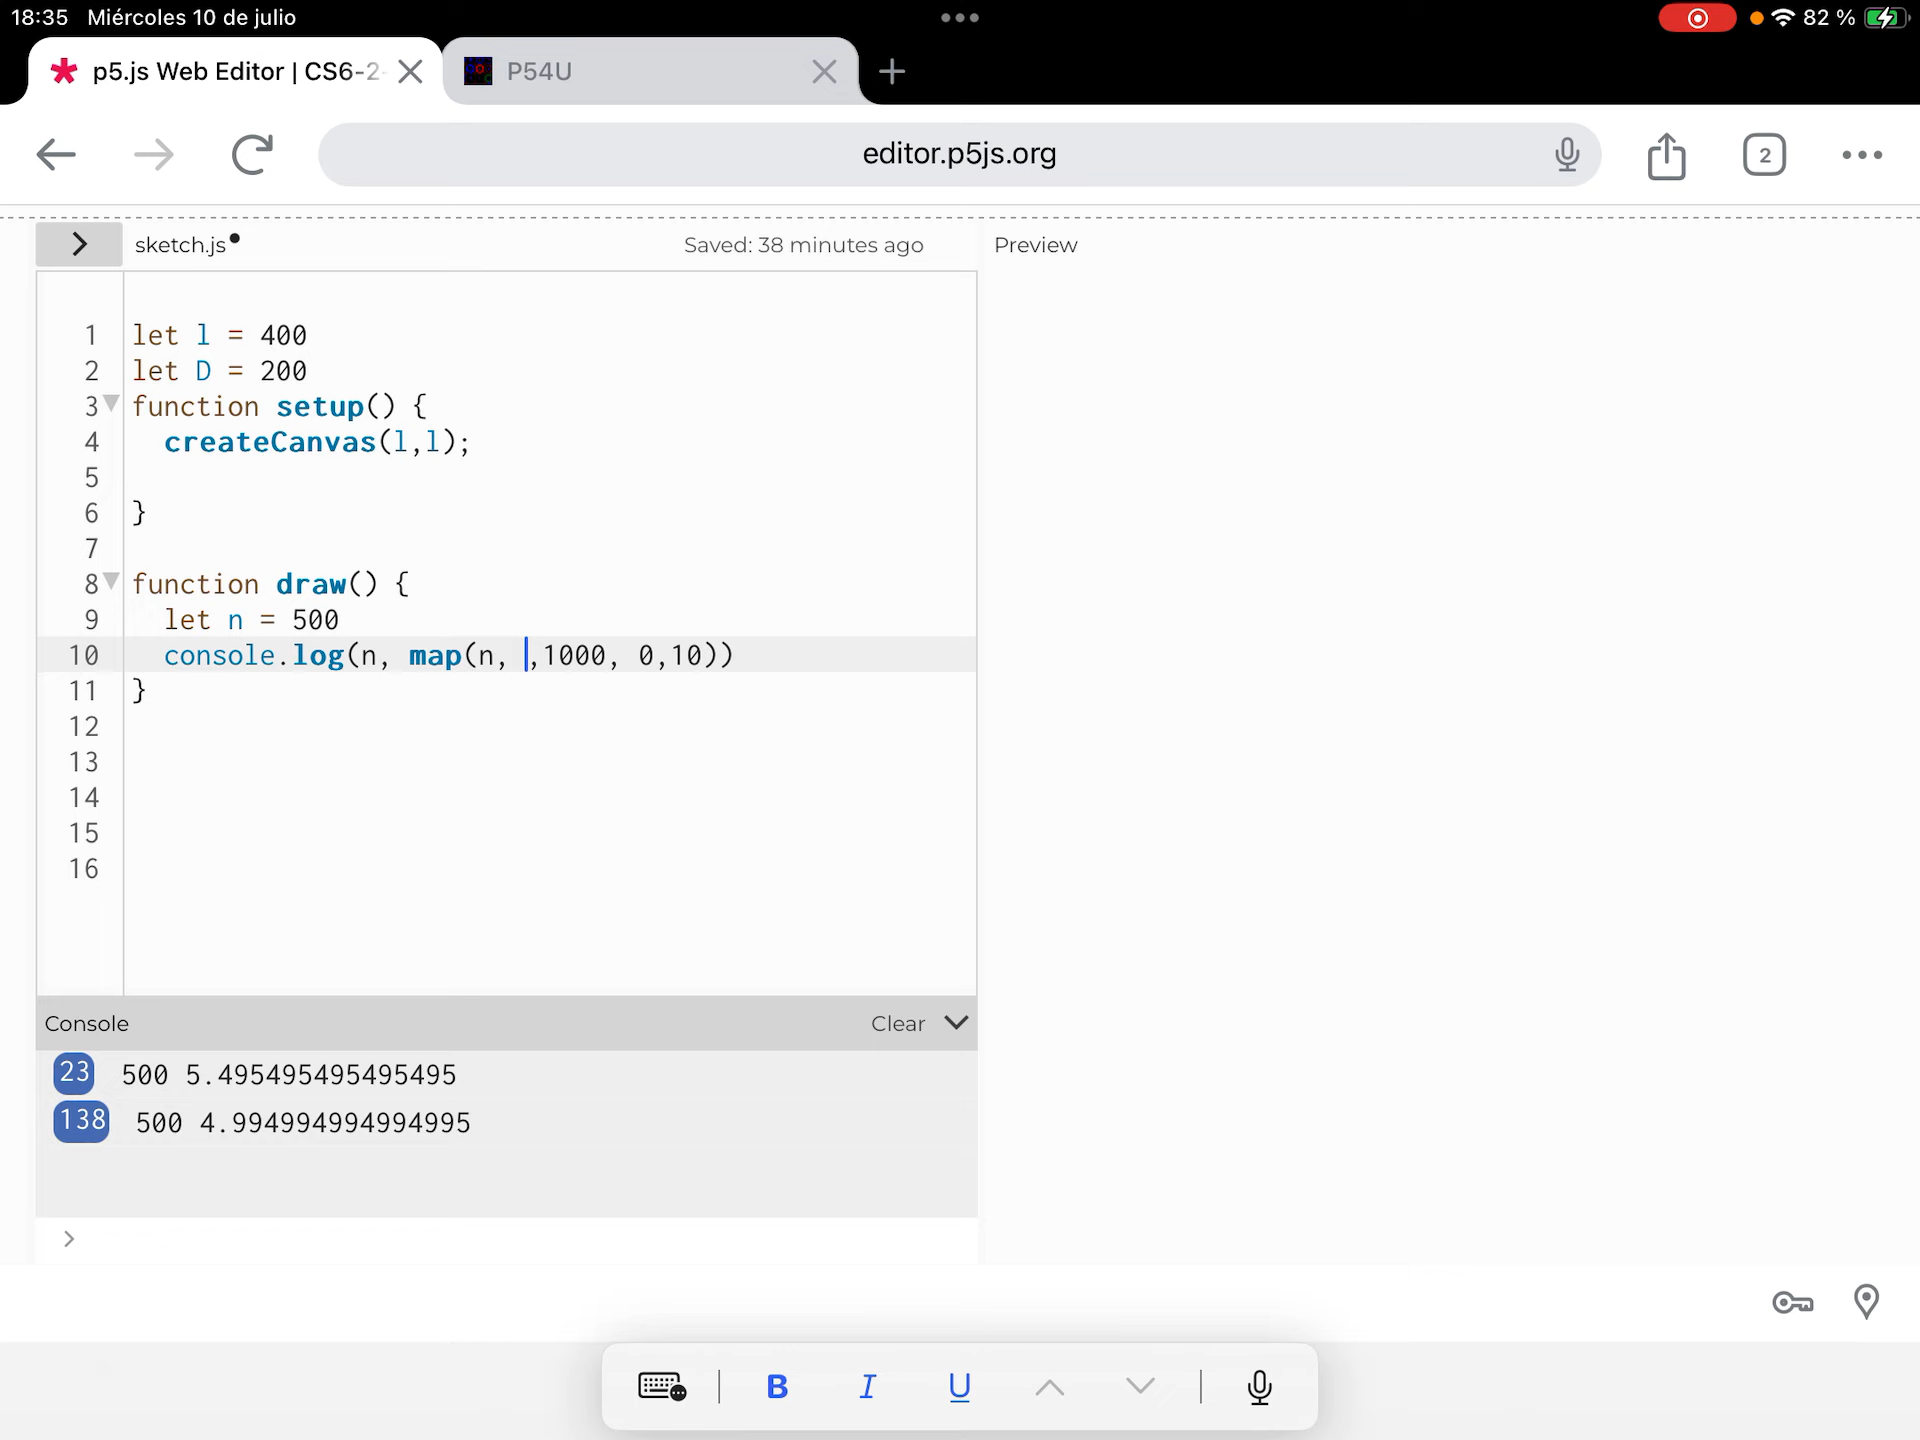 18:35 Miércoles 10 de julio
82 %
p5.js Web Editor | CS6-2-
P54U
editor.p5js.org
2
sketch.js
Saved: 38 minutes ago
Preview
1 let l = 400
2 let D = 200
3 function setup() {
4 createCanvas(l,l);
5
6 }
7
8 function draw() {
9 let n = 500
10 console.log(n, map(n, ,1000, 0,10))
11 }
12
13
14
15
16
Console
Clear
23 500 5.495495495495495
138 500 4.994994994994995
>
B I U